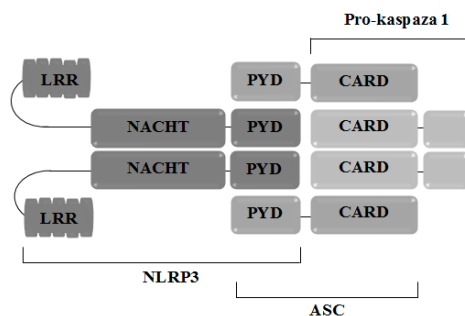 Pro-kaspaza 1
LRR
PYD CARD
NACHT PYD CARD
NACHT PYD CARD
LRR PYD CARD
NLRP3
ASC